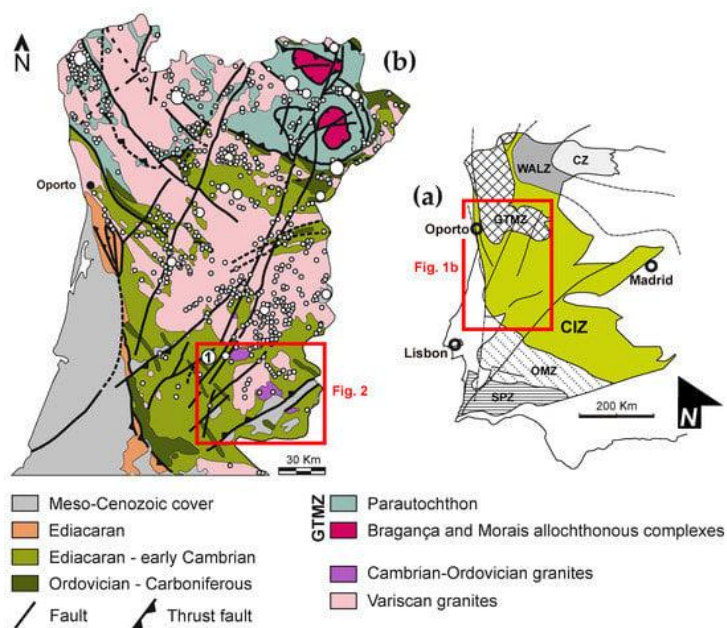 N
(b)
Oporto
1
Fig. 2
30 Km
(a)
WALZ
CZ
GTMZ
Oporto
Fig. 1b
Madrid
CIZ
Lisbon
OMZ
SPZ
200 Km
N
Meso-Cenozoic cover
Ediacaran
Ediacaran - early Cambrian
Ordovician - Carboniferous
Fault
Thrust fault
GTMZ
Parautochthon
Bragança and Morais allochthonous complexes
Cambrian-Ordovician granites
Variscan granites